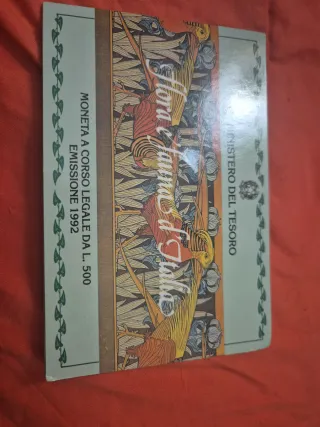 MINISTERO DEL TESORO
Flora e fauna d'Italia
MONETA A CORSO LEGALE DA L. 500
EMISSIONE 1992